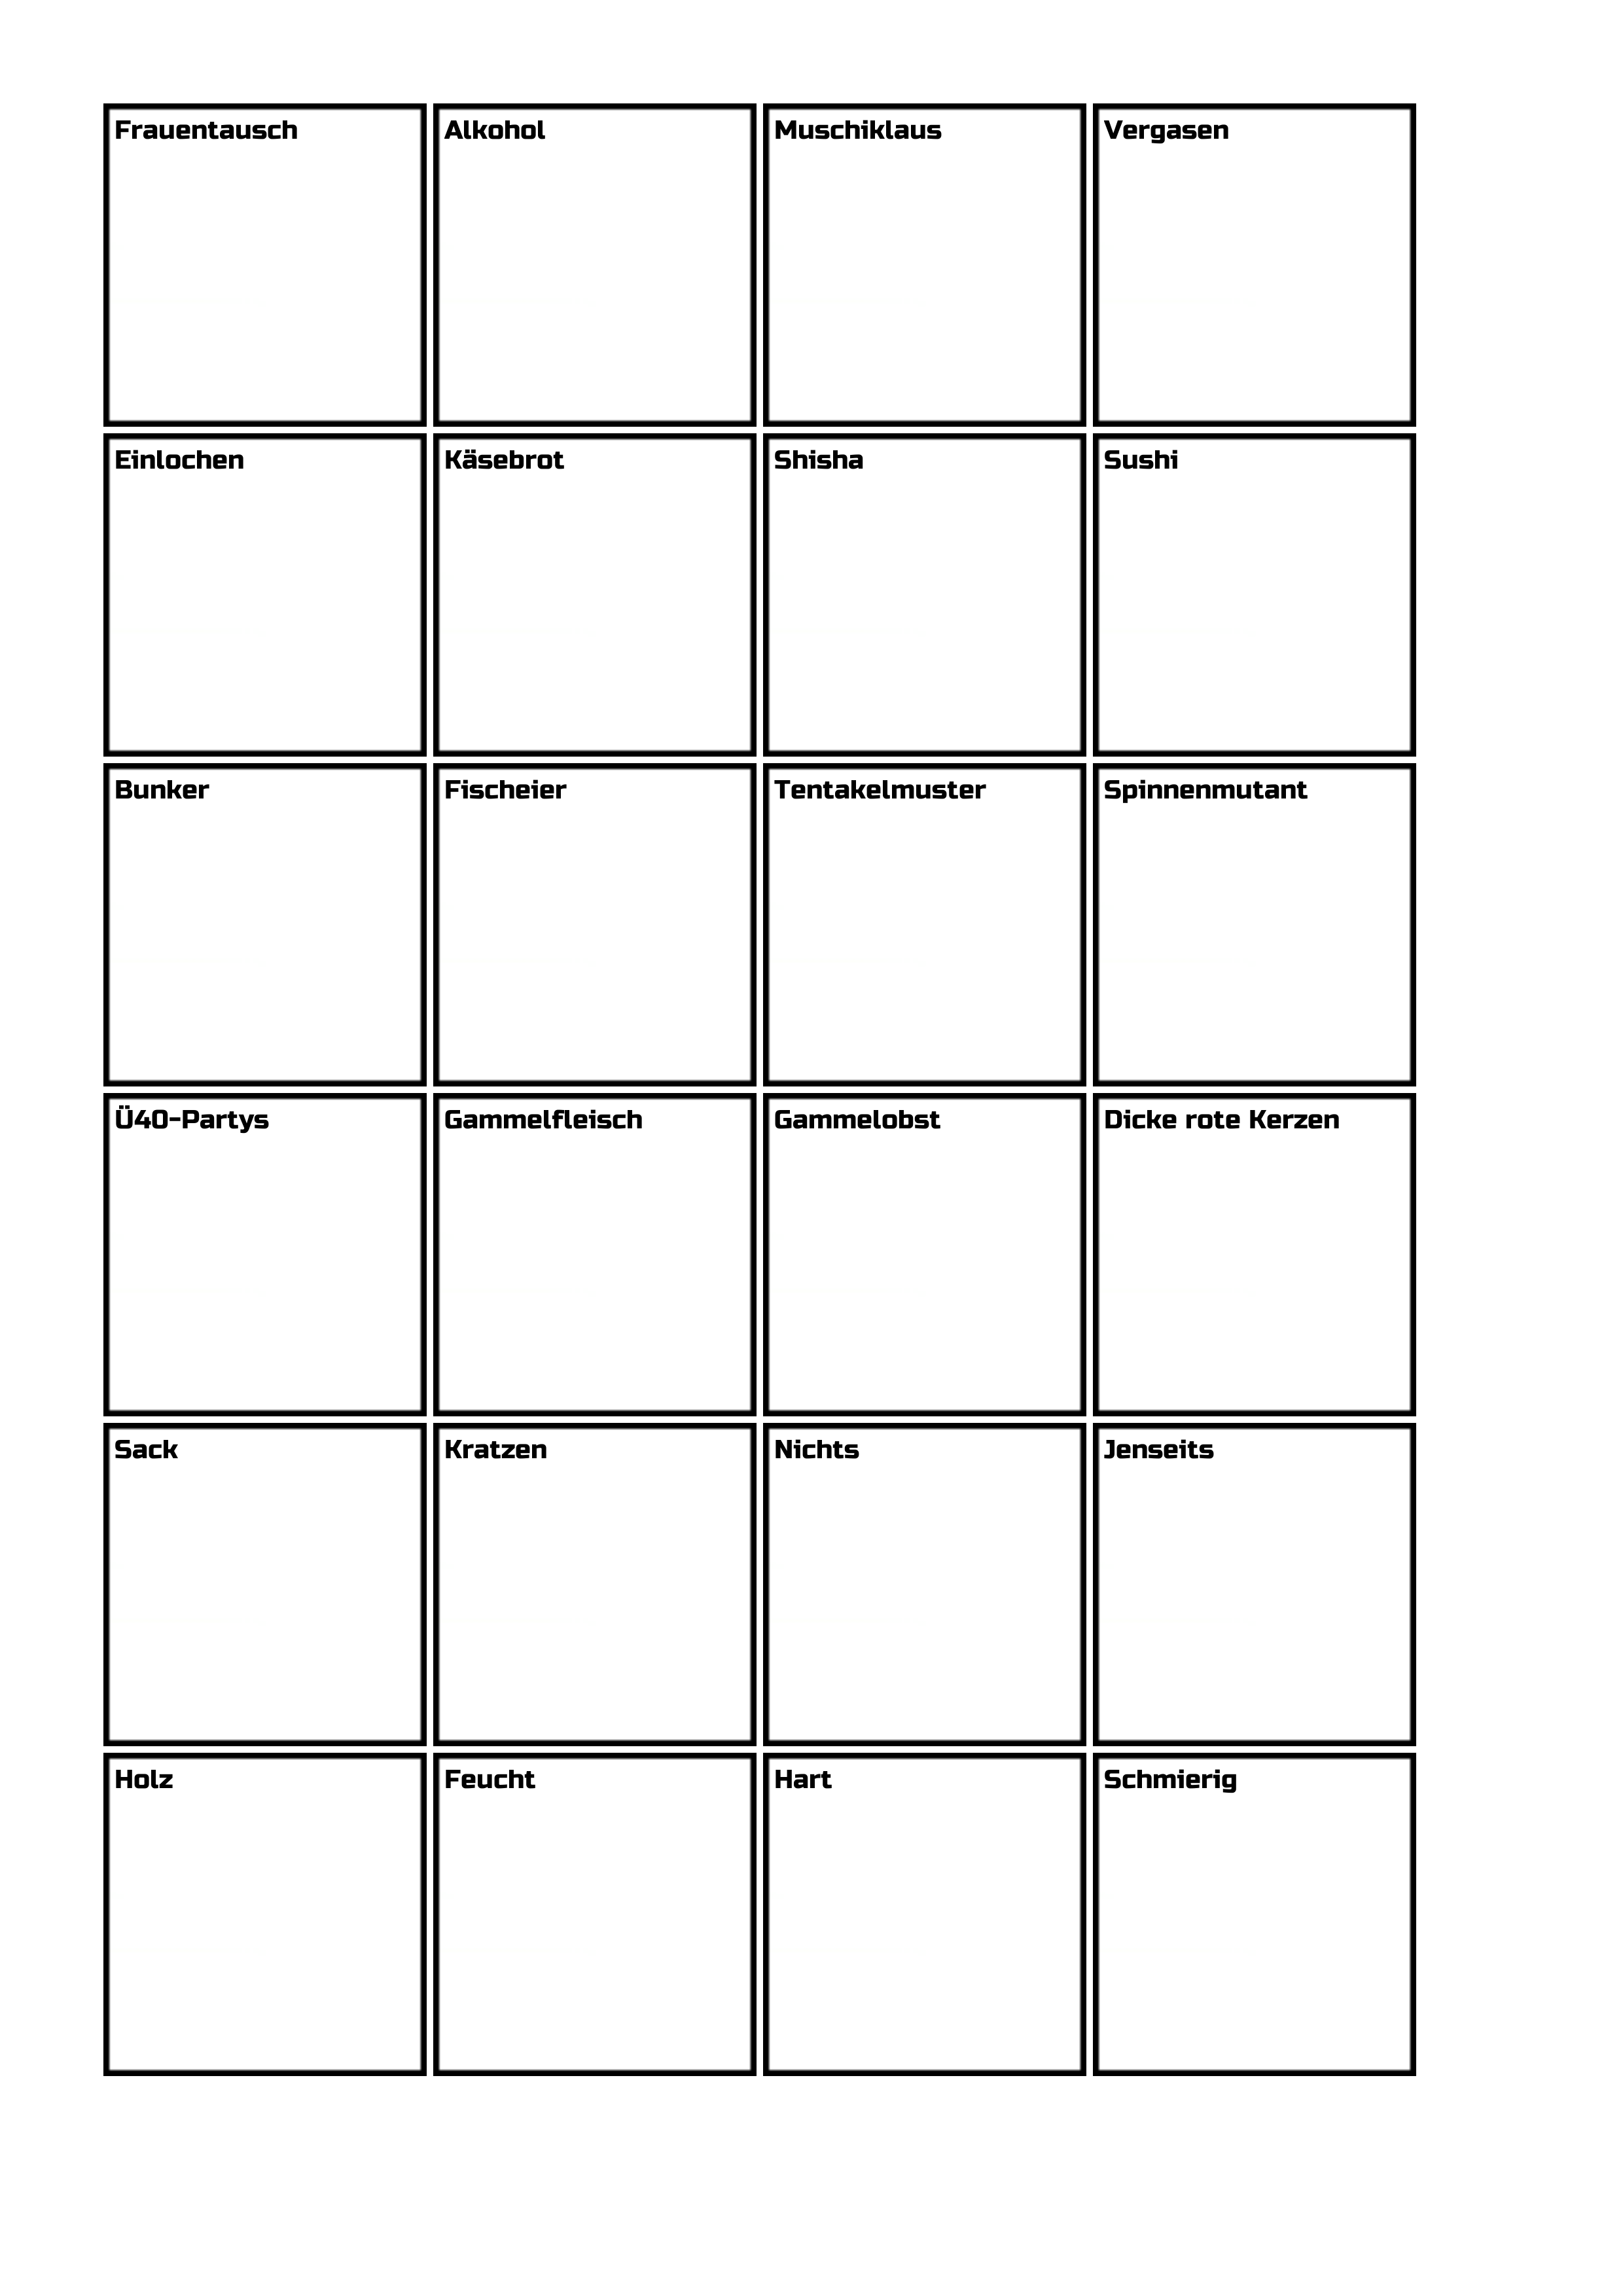 Frauentausch
Alkohol
Muschiklaus
Vergasen
Einlochen
Käsebrot
Shisha
Sushi
Bunker
Fischeier
Tentakelmuster
Spinnenmutant
Ü40-Partys
Gammelfleisch
Gammelobst
Dicke rote Kerzen
Sack
Kratzen
Nichts
Jenseits
Holz
Feucht
Hart
Schmierig